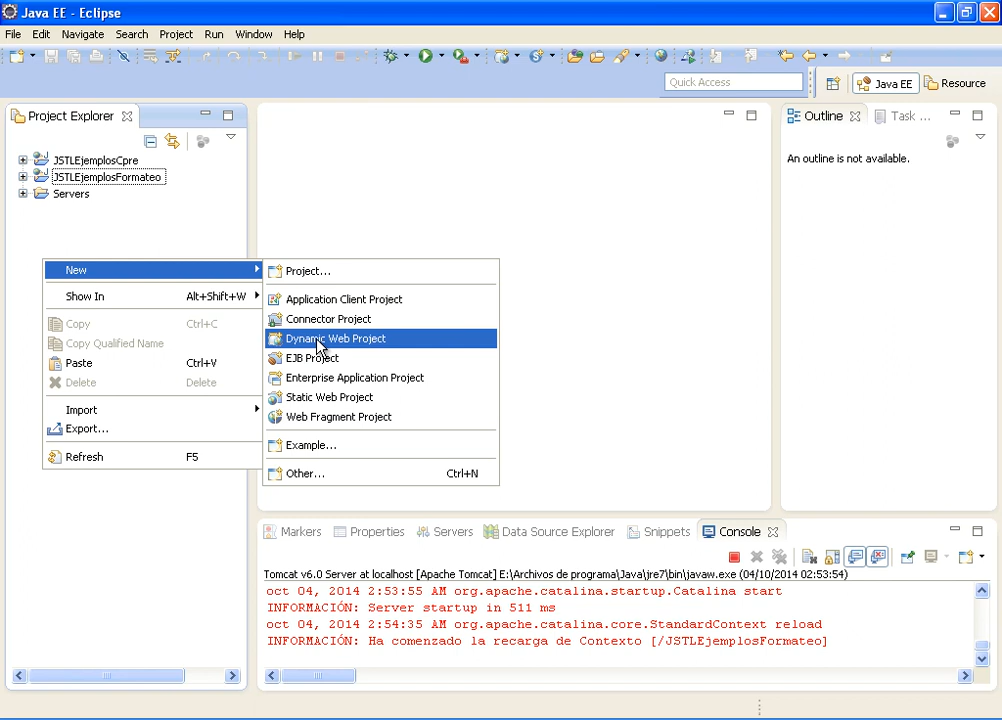 Java EE - Eclipse
File Edit Navigate Search Project Run Window Help
Quick Access
Java EE
Resource
Project Explorer
JSTLEjemplosCpre
JSTLEjemplosFormateo
Servers
New
Show In Alt+Shift+W
Copy Ctrl+C
Copy Qualified Name
Paste Ctrl+V
Delete Delete
Import
Export...
Refresh F5
Project...
Application Client Project
Connector Project
Dynamic Web Project
EJB Project
Enterprise Application Project
Static Web Project
Web Fragment Project
Example...
Other... Ctrl+N
Outline
Task ...
An outline is not available.
Markers Properties Servers Data Source Explorer Snippets Console
Tomcat v6.0 Server at localhost [Apache Tomcat] E:\Archivos de programa\Java\jre7\bin\javaw.exe (04/10/2014 02:53:54)
oct 04, 2014 2:53:55 AM org.apache.catalina.startup.Catalina start
INFORMACIÓN: Server startup in 511 ms
oct 04, 2014 2:54:35 AM org.apache.catalina.core.StandardContext reload
INFORMACIÓN: Ha comenzado la recarga de Contexto [/JSTLEjemplosFormateo]